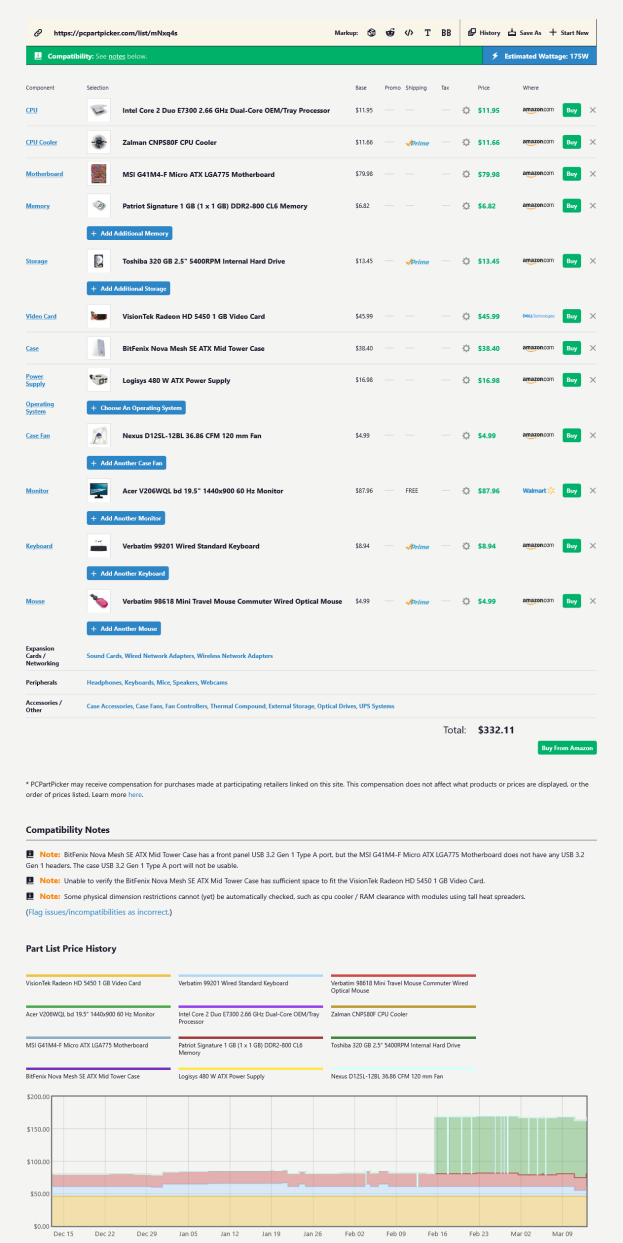 https://pcpartpicker.com/list/mNxq4s
Markup: T BB History Save As Start New
Compatibility: See notes below. Estimated Wattage: 175W
Component Selection Base Promo Shipping Tax Price Where
CPU Intel Core 2 Duo E7300 2.66 GHz Dual-Core OEM/Tray Processor $11.95 — — — $11.95 amazon.com Buy
CPU Cooler Zalman CNPS80F CPU Cooler $11.66 — Prime — $11.66 amazon.com Buy
Motherboard MSI G41M4-F Micro ATX LGA775 Motherboard $79.98 — — — $79.98 amazon.com Buy
Memory Patriot Signature 1 GB (1 x 1 GB) DDR2-800 CL6 Memory $6.82 — — — $6.82 amazon.com Buy
+ Add Additional Memory
Storage Toshiba 320 GB 2.5" 5400RPM Internal Hard Drive $13.45 — Prime — $13.45 amazon.com Buy
+ Add Additional Storage
Video Card VisionTek Radeon HD 5450 1 GB Video Card $45.99 — — — $45.99 DELL Technologies Buy
Case BitFenix Nova Mesh SE ATX Mid Tower Case $38.40 — — — $38.40 amazon.com Buy
Power
Supply Logisys 480 W ATX Power Supply $16.98 — — — $16.98 amazon.com Buy
Operating
System + Choose An Operating System
Case Fan Nexus D12SL-12BL 36.86 CFM 120 mm Fan $4.99 — — — $4.99 amazon.com Buy
+ Add Another Case Fan
Monitor Acer V206WQL bd 19.5" 1440x900 60 Hz Monitor $87.96 — FREE — $87.96 Walmart Buy
+ Add Another Monitor
Keyboard Verbatim 99201 Wired Standard Keyboard $8.94 — Prime — $8.94 amazon.com Buy
+ Add Another Keyboard
Mouse Verbatim 98618 Mini Travel Mouse Commuter Wired Optical Mouse $4.99 — Prime — $4.99 amazon.com Buy
+ Add Another Mouse
Expansion
Cards /
Networking Sound Cards, Wired Network Adapters, Wireless Network Adapters
Peripherals Headphones, Keyboards, Mice, Speakers, Webcams
Accessories /
Other Case Accessories, Case Fans, Fan Controllers, Thermal Compound, External Storage, Optical Drives, UPS Systems
Total: $332.11
Buy From Amazon
* PCPartPicker may receive compensation for purchases made at participating retailers linked on this site. This compensation does not affect what products or prices are displayed, or the
order of prices listed. Learn more here.
Compatibility Notes
Note: BitFenix Nova Mesh SE ATX Mid Tower Case has a front panel USB 3.2 Gen 1 Type A port, but the MSI G41M4-F Micro ATX LGA775 Motherboard does not have any USB 3.2
Gen 1 headers. The case USB 3.2 Gen 1 Type A port will not be usable.
Note: Unable to verify the BitFenix Nova Mesh SE ATX Mid Tower Case has sufficient space to fit the VisionTek Radeon HD 5450 1 GB Video Card.
Note: Some physical dimension restrictions cannot (yet) be automatically checked, such as cpu cooler / RAM clearance with modules using tall heat spreaders.
(Flag issues/incompatibilities as incorrect.)
Part List Price History
VisionTek Radeon HD 5450 1 GB Video Card
Verbatim 99201 Wired Standard Keyboard
Verbatim 98618 Mini Travel Mouse Commuter Wired
Optical Mouse
Acer V206WQL bd 19.5" 1440x900 60 Hz Monitor
Intel Core 2 Duo E7300 2.66 GHz Dual-Core OEM/Tray
Processor
Zalman CNPS80F CPU Cooler
MSI G41M4-F Micro ATX LGA775 Motherboard
Patriot Signature 1 GB (1 x 1 GB) DDR2-800 CL6
Memory
Toshiba 320 GB 2.5" 5400RPM Internal Hard Drive
BitFenix Nova Mesh SE ATX Mid Tower Case
Logisys 480 W ATX Power Supply
Nexus D12SL-12BL 36.86 CFM 120 mm Fan
$200.00
$150.00
$100.00
$50.00
$0.00
Dec 15 Dec 22 Dec 29 Jan 05 Jan 12 Jan 19 Jan 26 Feb 02 Feb 09 Feb 16 Feb 23 Mar 02 Mar 09